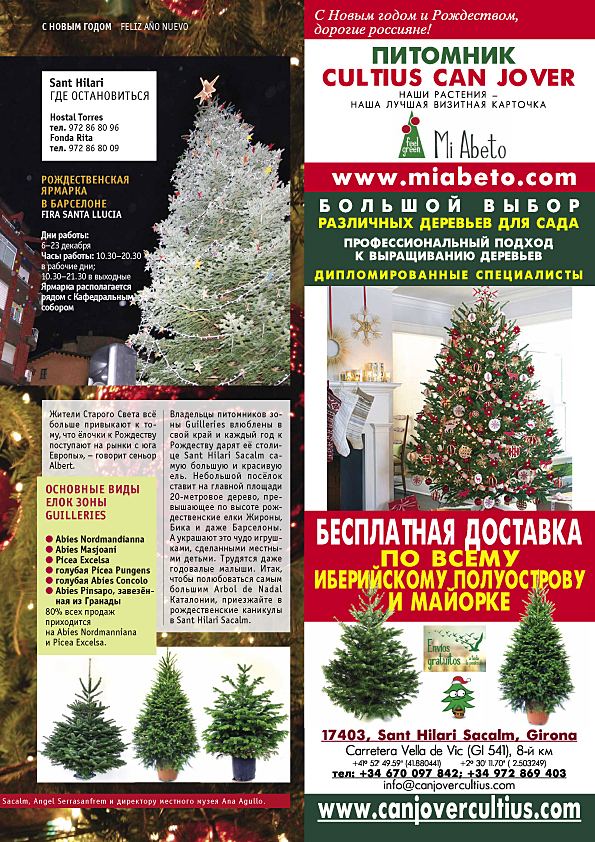 С НОВЫМ ГОДОМ FELIZ AÑO NUEVO
Sant Hilari
ГДЕ ОСТАНОВИТЬСЯ
Hostal Torres
тел. 972 86 80 96
Fonda Rita
тел. 972 86 80 09
РОЖДЕСТВЕНСКАЯ
ЯРМАРКА
В БАРСЕЛОНЕ
FIRA SANTA LLUCIA
Дни работы:
6–23 декабря
Часы работы: 10.30–20.30
в рабочие дни;
10.30–21.30 в выходные
Ярмарка располагается
рядом с Кафедральным
собором
Жители Старого Света всё
больше привыкают к то-
му, что ёлочки к Рождеству
поступают на рынки с юга
Европы», – говорит сеньор
Albert.
ОСНОВНЫЕ ВИДЫ
ЕЛОК ЗОНЫ
GUILLERIES
● Abies Nordmandianna
● Abies Masjoani
● Picea Excelsa
● голубая Picea Pungens
● голубая Abies Concolo
● Abies Pinsapo, завезён-
ная из Гранады
80% всех продаж
приходится
на Abies Nordmanniana
и Picea Excelsa.
Владельцы питомников зо-
ны Guilleries влюблены в
свой край и каждый год к
Рождеству дарят её столи-
це Sant Hilari Sacalm са-
мую большую и красивую
ель. Небольшой посёлок
ставит на главной площади
20-метровое дерево, пре-
вышающее по высоте рож-
дественские елки Жироны,
Вика и даже Барселоны.
А украшают это чудо игруш-
ками, сделанными местны-
ми детьми. Трудятся даже
годовалые малыши. Итак,
чтобы полюбоваться самым
большим Arbol de Nadal
Каталонии, приезжайте в
рождественские каникулы
в Sant Hilari Sacalm.
Sacalm, Angel Serrasanfrem и директору местного музея Ana Agullo.
С Новым годом и Рождеством,
дорогие россияне!
ПИТОМНИК
CULTIUS CAN JOVER
НАШИ РАСТЕНИЯ –
НАША ЛУЧШАЯ ВИЗИТНАЯ КАРТОЧКА
feel
green
Mi Abeto
www.miabeto.com
БОЛЬШОЙ ВЫБОР
РАЗЛИЧНЫХ ДЕРЕВЬЕВ ДЛЯ САДА
ПРОФЕССИОНАЛЬНЫЙ ПОДХОД
К ВЫРАЩИВАНИЮ ДЕРЕВЬЕВ
ДИПЛОМИРОВАННЫЕ СПЕЦИАЛИСТЫ
БЕСПЛАТНАЯ ДОСТАВКА
ПО ВСЕМУ
ИБЕРИЙСКОМУ ПОЛУОСТРОВУ
И МАЙОРКЕ
Envíos
gratuitos
17403, Sant Hilari Sacalm, Girona
Carretera Vella de Vic (GI 541), 8-й км
+41º 52' 49.59" (41.880441) +2º 30' 11.70" ( 2.503249)
тел: +34 670 097 842; +34 972 869 403
info@canjovercultius.com
www.canjovercultius.com